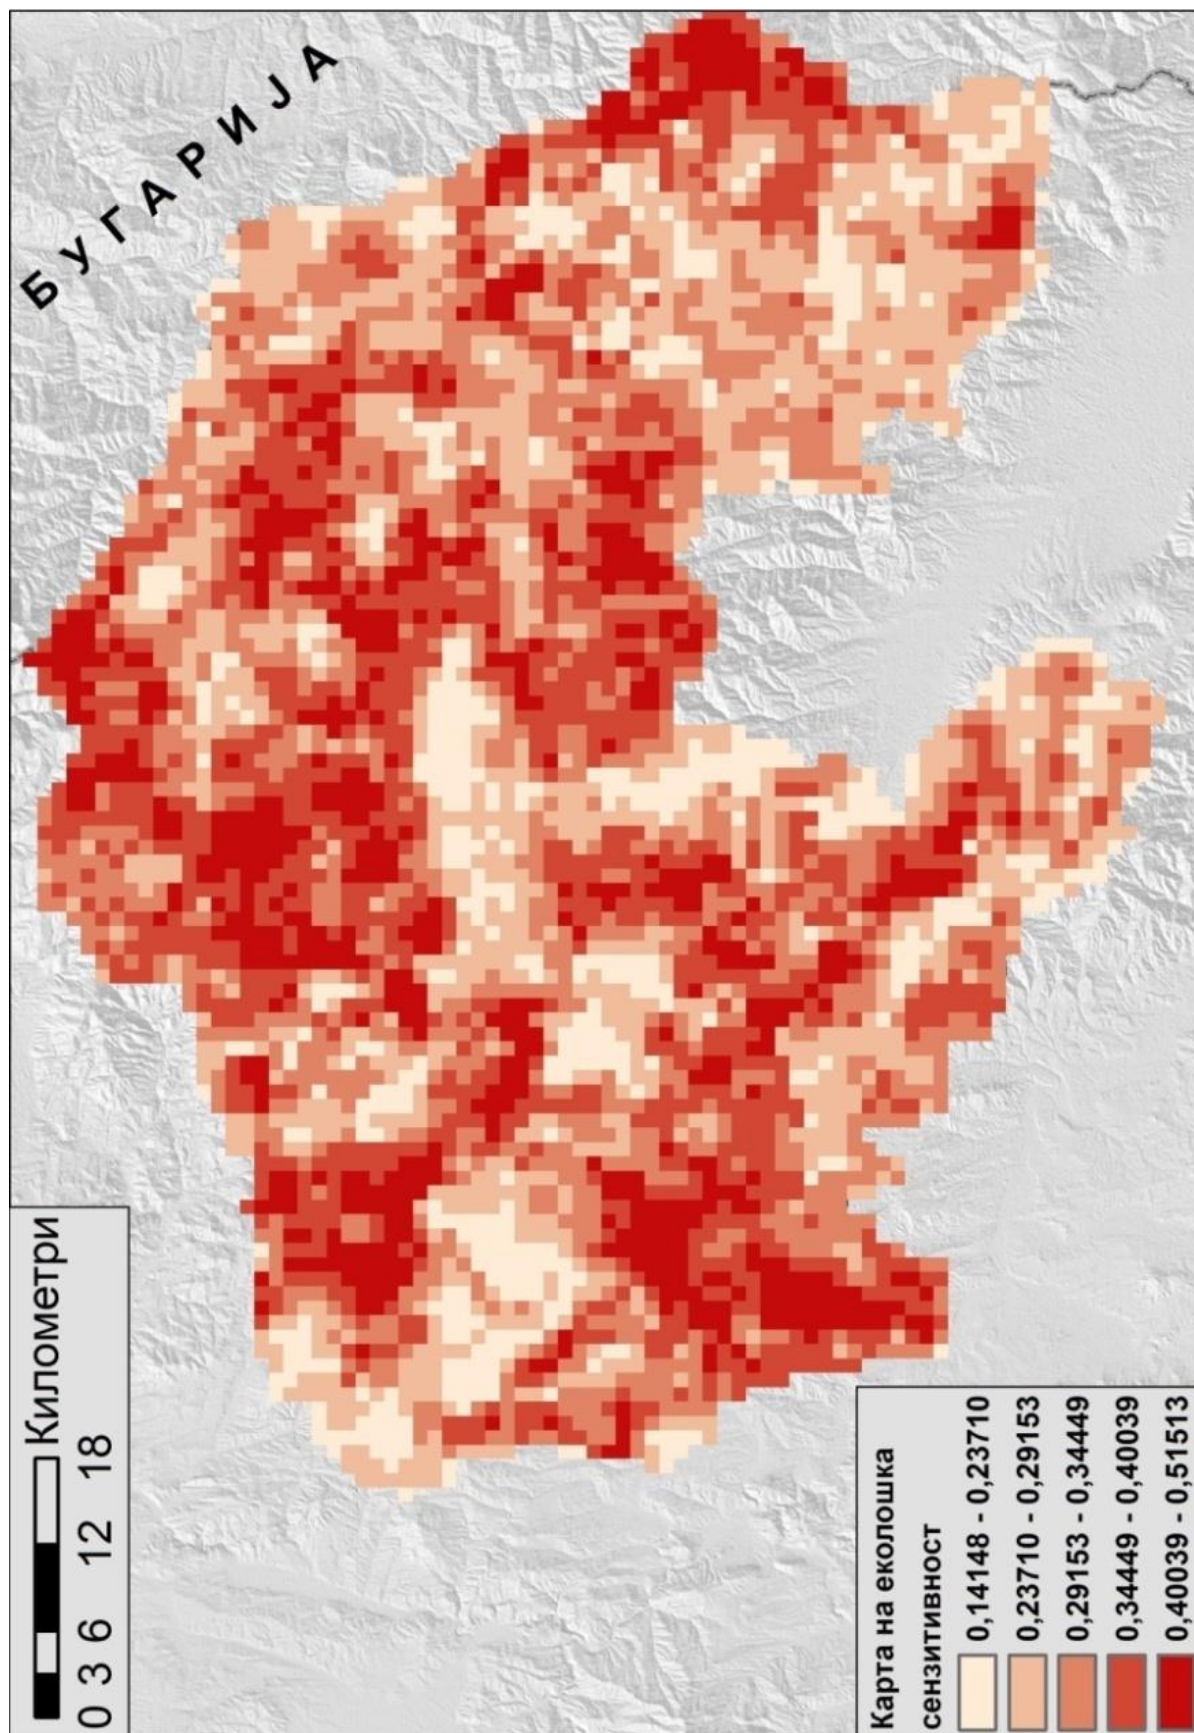 БУГАРИЈА
0 3 6 12 18 Километри
Карта на еколошка
сензитивност
0,14148 - 0,23710
0,23710 - 0,29153
0,29153 - 0,34449
0,34449 - 0,40039
0,40039 - 0,51513